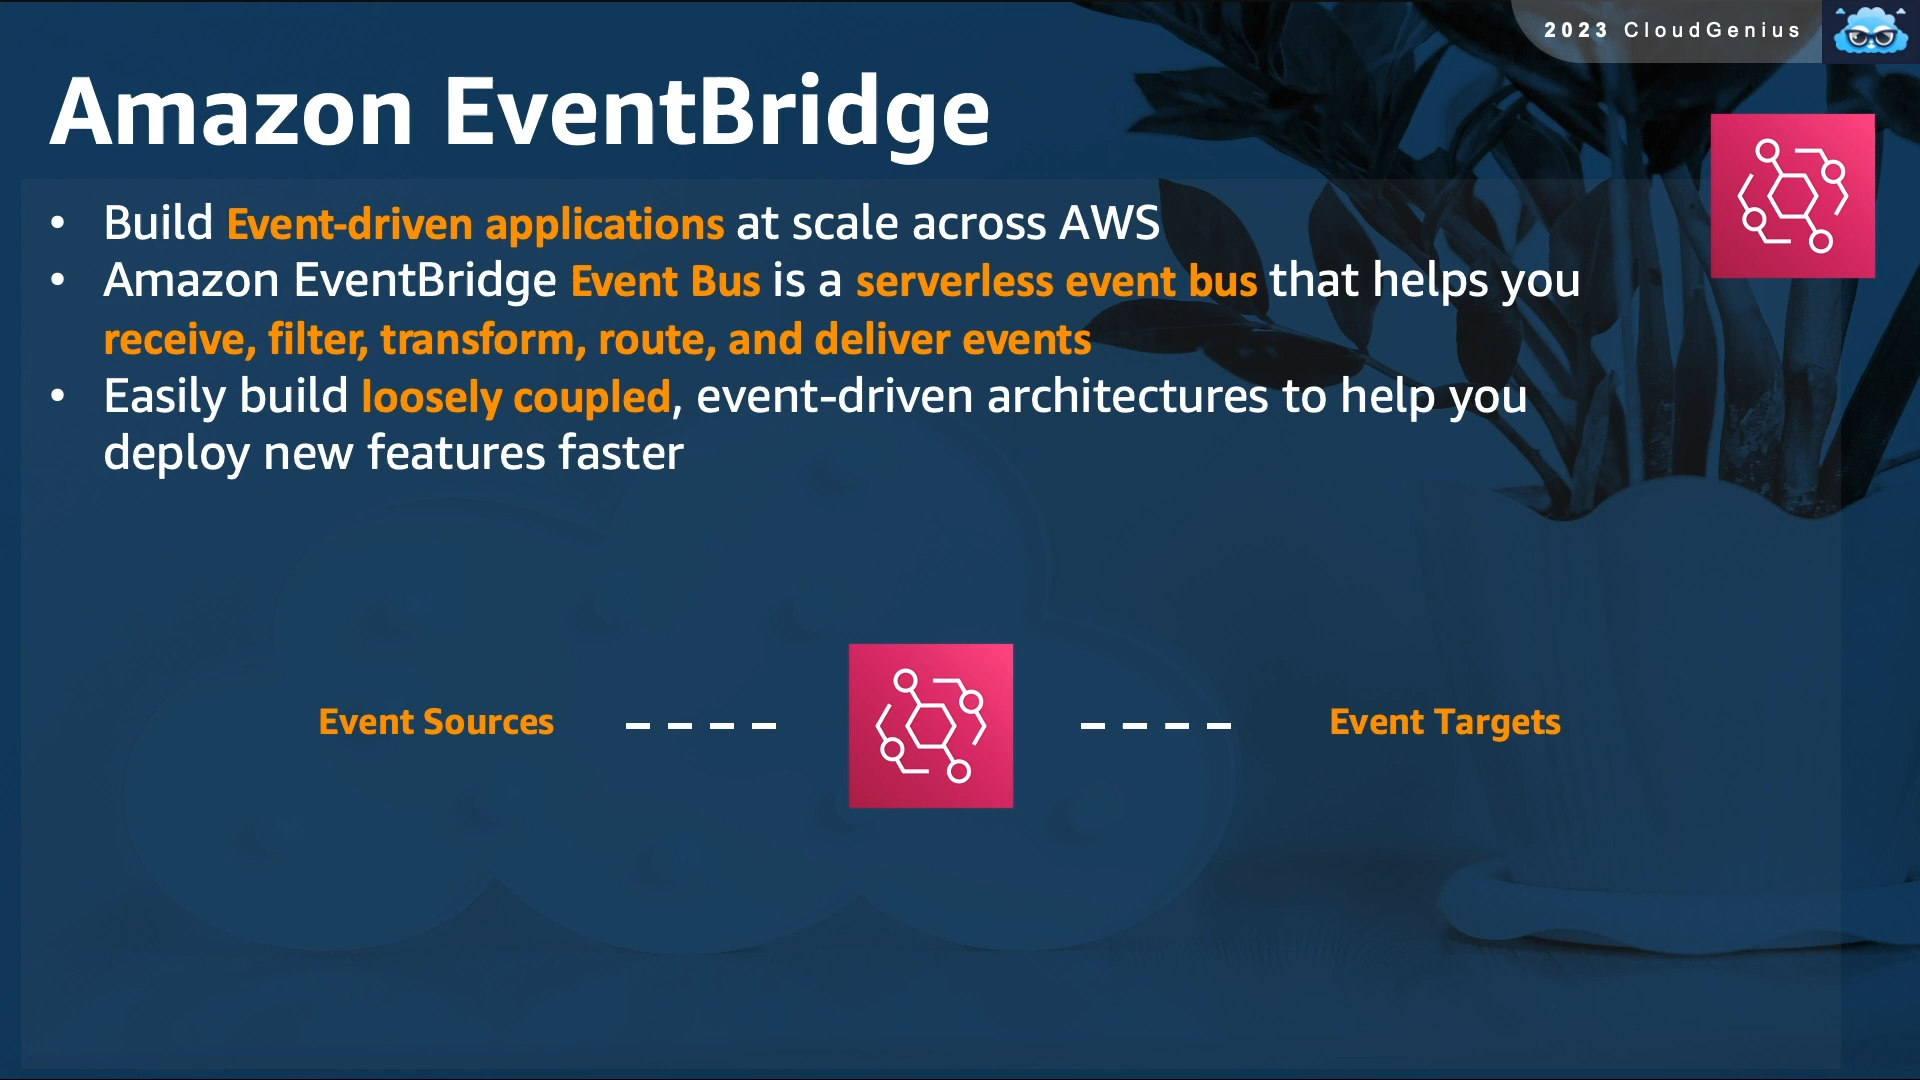 2023 CloudGenius
Amazon EventBridge
• Build Event-driven applications at scale across AWS
• Amazon EventBridge Event Bus is a serverless event bus that helps you
receive, filter, transform, route, and deliver events
• Easily build loosely coupled, event-driven architectures to help you
deploy new features faster
Event Sources
Event Targets